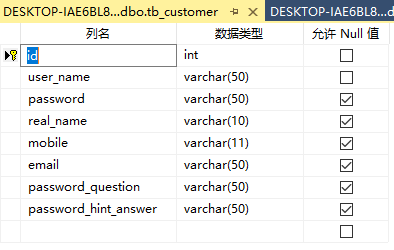 DESKTOP-IAE6BL8...dbo.tb_customer DESKTOP-IAE6BL8...d
列名 数据类型 允许 Null 值
id int
user_name varchar(50)
password varchar(50)
real_name varchar(10)
mobile varchar(11)
email varchar(50)
password_question varchar(50)
password_hint_answer varchar(50)